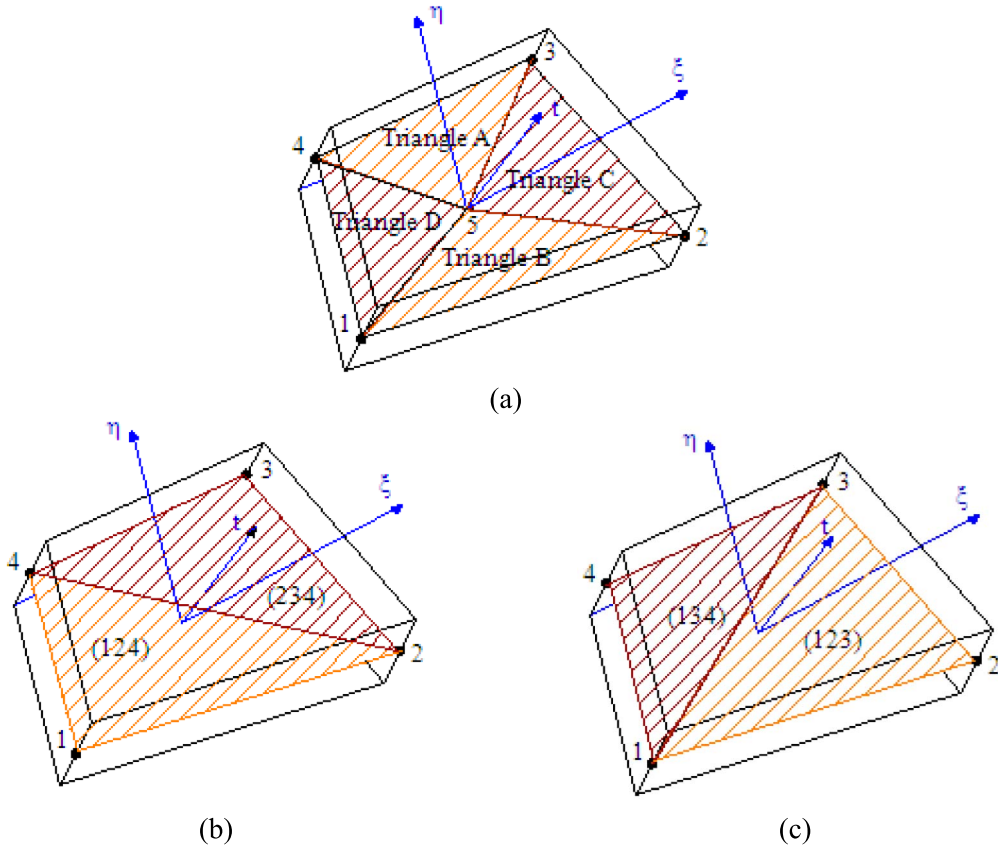 η
3
ξ
t
4
Triangle A
Triangle C
Triangle D
5
2
Triangle B
1
(a)
η
3
ξ
t
4
(234)
(124)
2
1
(b)
η
3
ξ
t
4
(134)
(123)
2
1
(c)